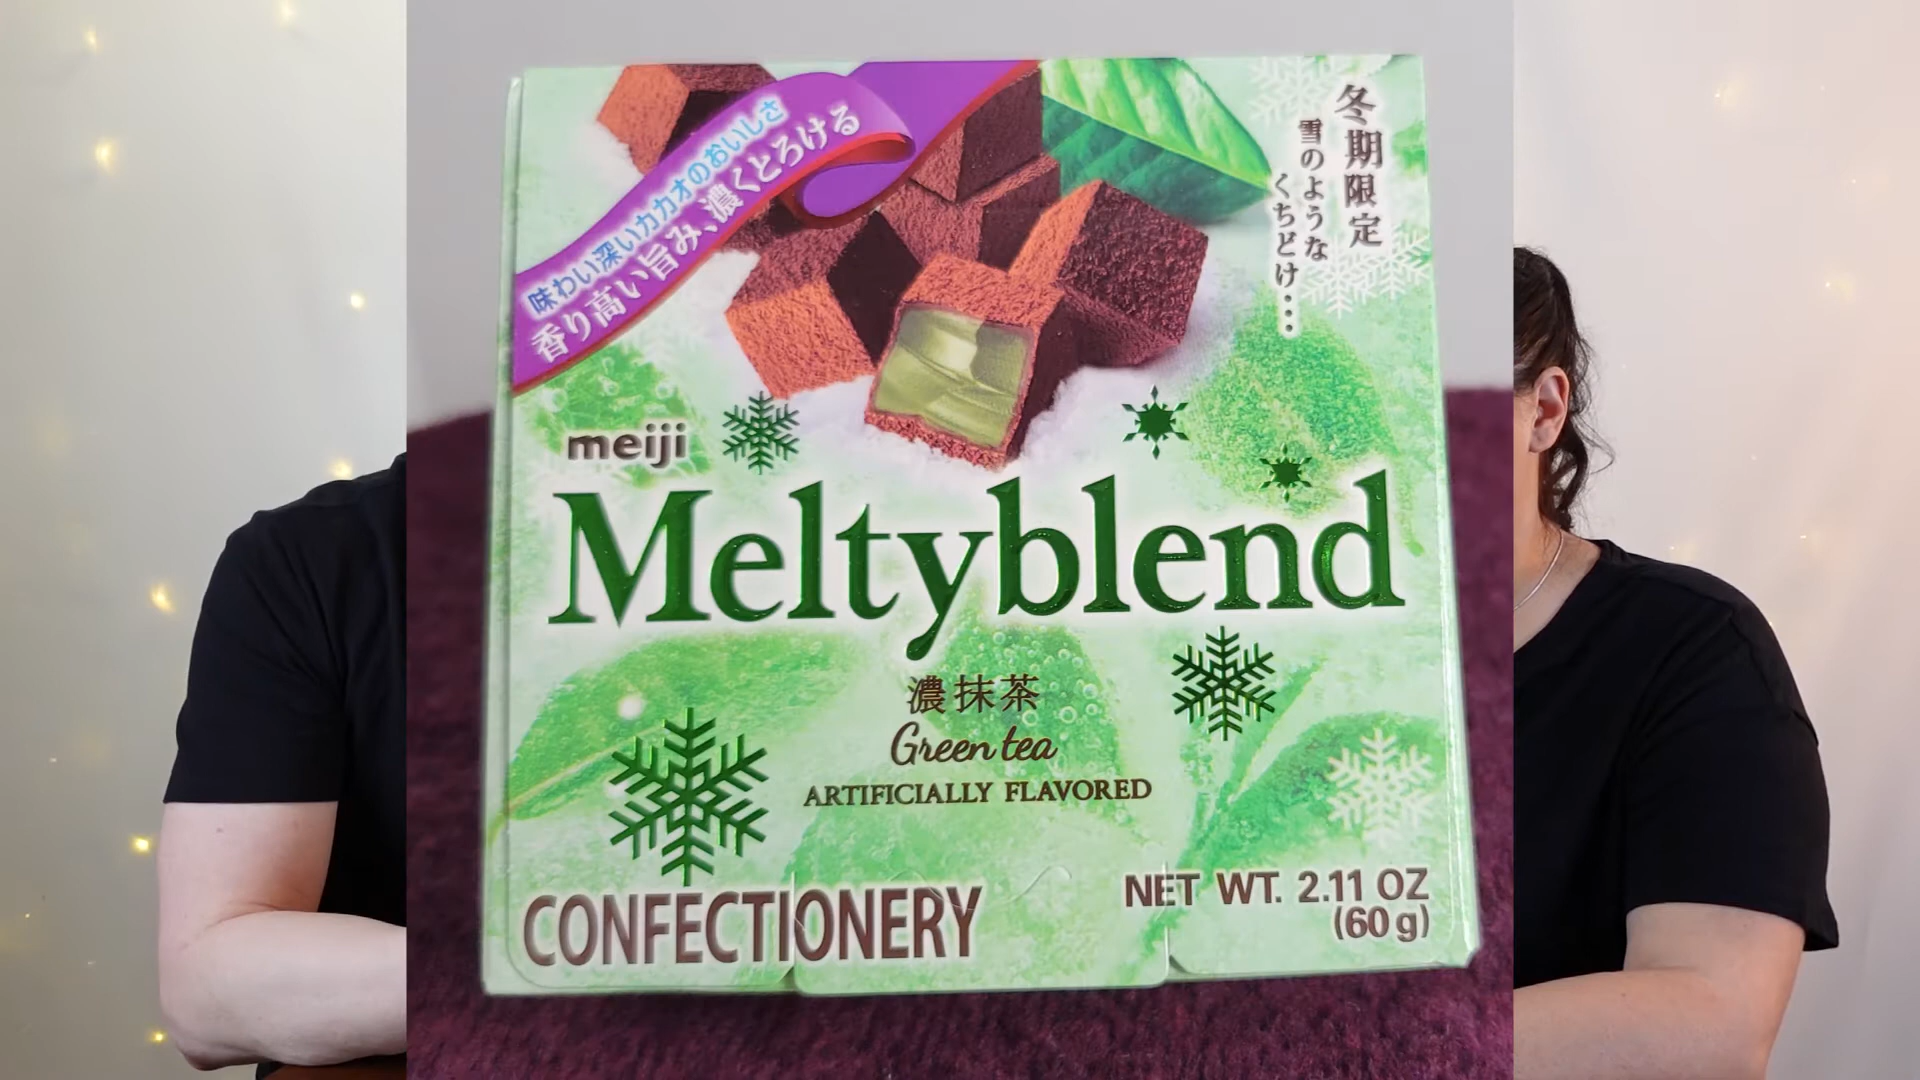 味わい深いカカオのおいしさ
香り高い旨み、濃くとろける
冬期限定
雪のような
くちどけ…
meiji
Meltyblend
濃抹茶
Green tea
ARTIFICIALLY FLAVORED
CONFECTIONERY
NET WT. 2.11 OZ
(60g)